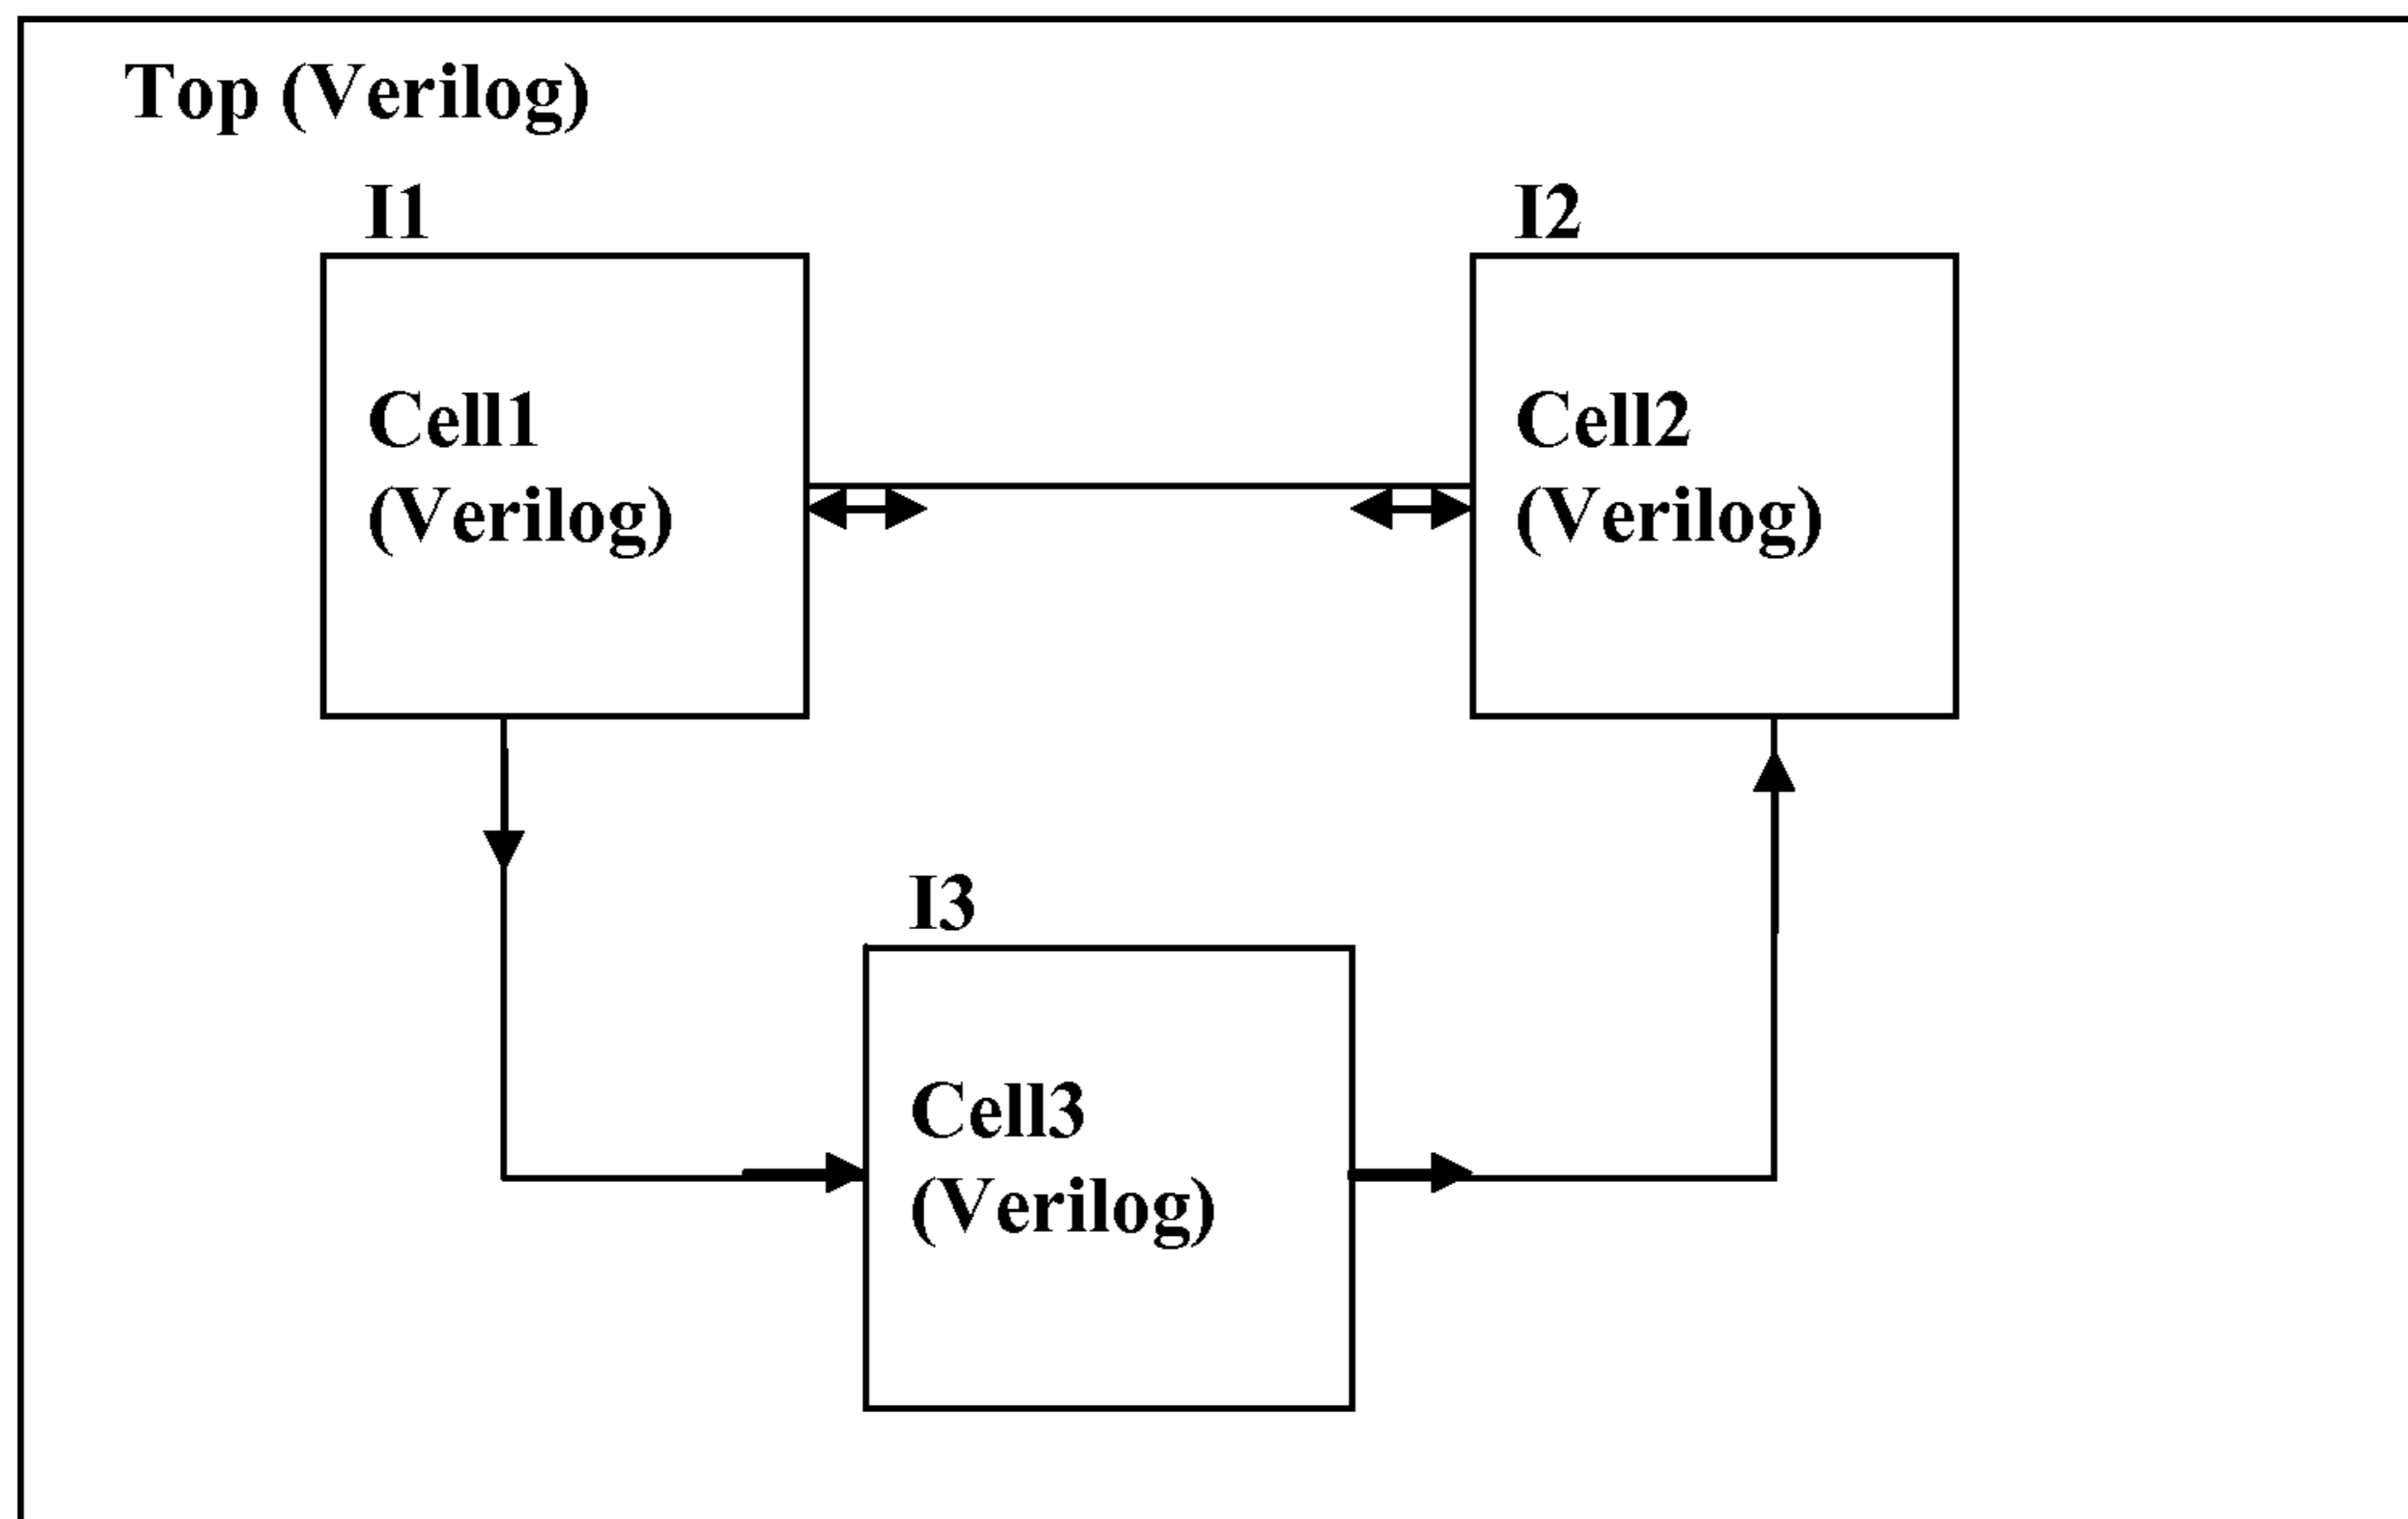 Top (Verilog)
I1
I2
Cell1
(Verilog)
Cell2
(Verilog)
I3
Cell3
(Verilog)